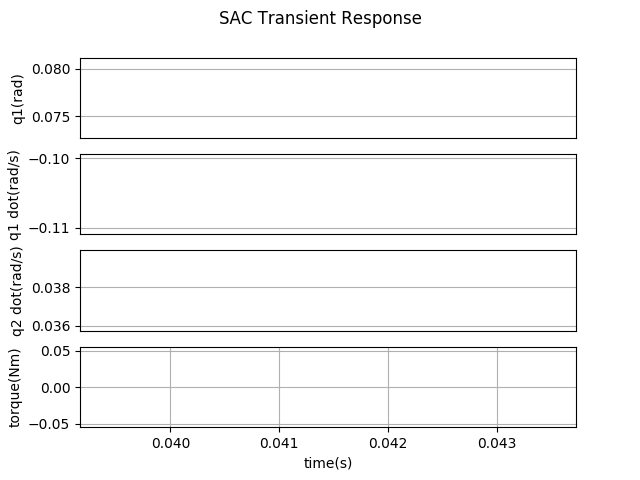 SAC Transient Response
q1(rad)
0.080
0.075
q1 dot(rad/s)
−0.10
−0.11
q2 dot(rad/s)
0.038
0.036
torque(Nm)
0.05
0.00
−0.05
0.040 0.041 0.042 0.043
time(s)